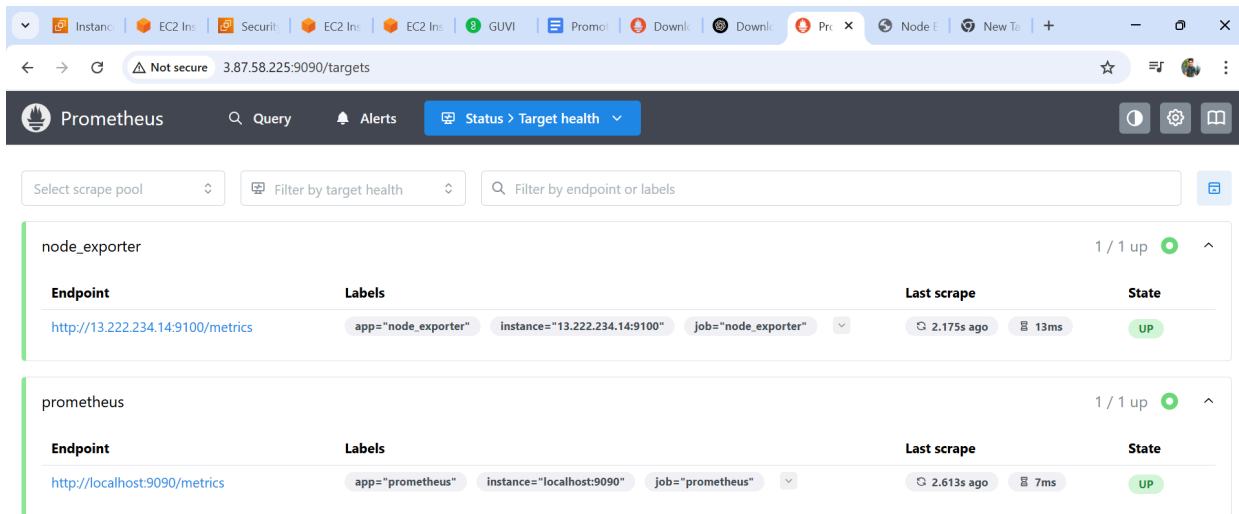 Instanc
EC2 Ins
Securit
EC2 Ins
EC2 Ins
GUVI
Promot
Downlo
Downlo
Pro
Node E
New Ta
Not secure 3.87.58.225:9090/targets
Prometheus Query Alerts Status > Target health
Select scrape pool Filter by target health Filter by endpoint or labels
node_exporter 1 / 1 up
Endpoint Labels Last scrape State
http://13.222.234.14:9100/metrics app="node_exporter" instance="13.222.234.14:9100" job="node_exporter" 2.175s ago 13ms UP
prometheus 1 / 1 up
Endpoint Labels Last scrape State
http://localhost:9090/metrics app="prometheus" instance="localhost:9090" job="prometheus" 2.613s ago 7ms UP